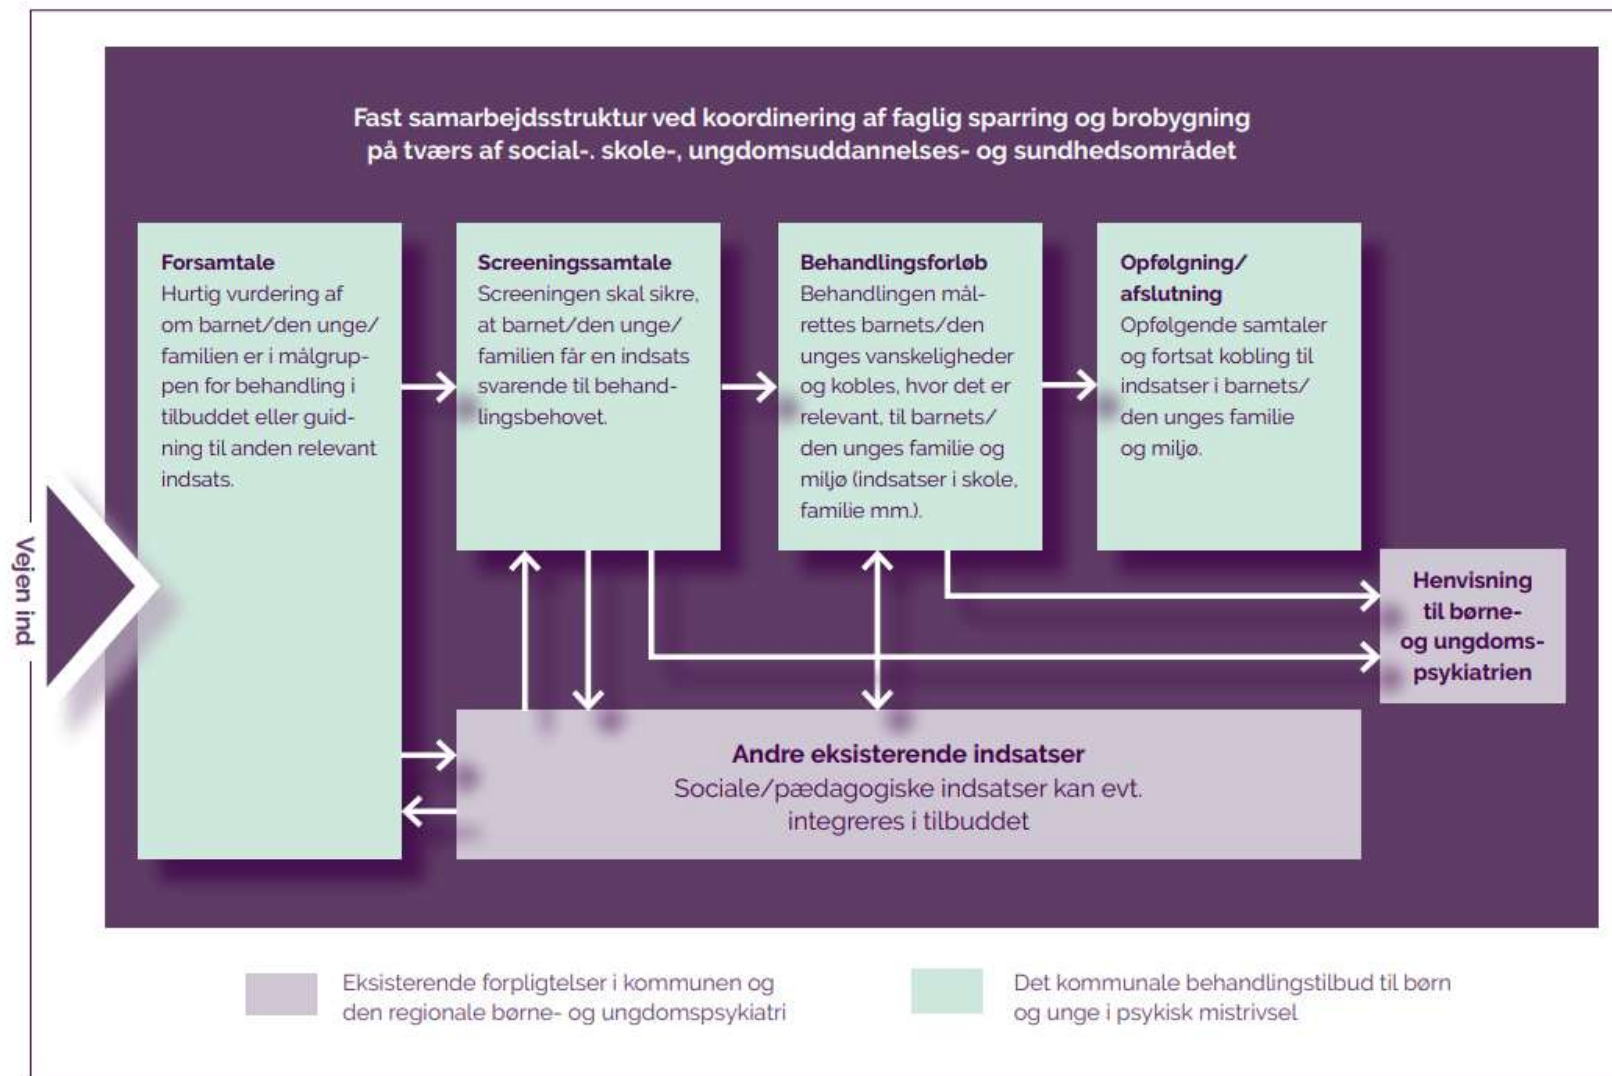 Fast samarbejdsstruktur ved koordinering af faglig sparring og brobygning
på tværs af social-. skole-, ungdomsuddannelses- og sundhedsområdet
Vejen ind
Forsamtale
Hurtig vurdering af
om barnet/den unge/
familien er i målgrup-
pen for behandling i
tilbuddet eller guid-
ning til anden relevant
indsats.
Screeningssamtale
Screeningen skal sikre,
at barnet/den unge/
familien får en indsats
svarende til behand-
lingsbehovet.
Behandlingsforløb
Behandlingen mål-
rettes barnets/den
unges vanskeligheder
og kobles, hvor det er
relevant, til barnets/
den unges familie og
miljø (indsatser i skole,
familie mm.).
Opfølgning/
afslutning
Opfølgende samtaler
og fortsat kobling til
indsatser i barnets/
den unges familie
og miljø.
Henvisning
til børne-
og ungdoms-
psykiatrien
Andre eksisterende indsatser
Sociale/pædagogiske indsatser kan evt.
integreres i tilbuddet
Eksisterende forpligtelser i kommunen og
den regionale børne- og ungdomspsykiatri
Det kommunale behandlingstilbud til børn
og unge i psykisk mistrivsel